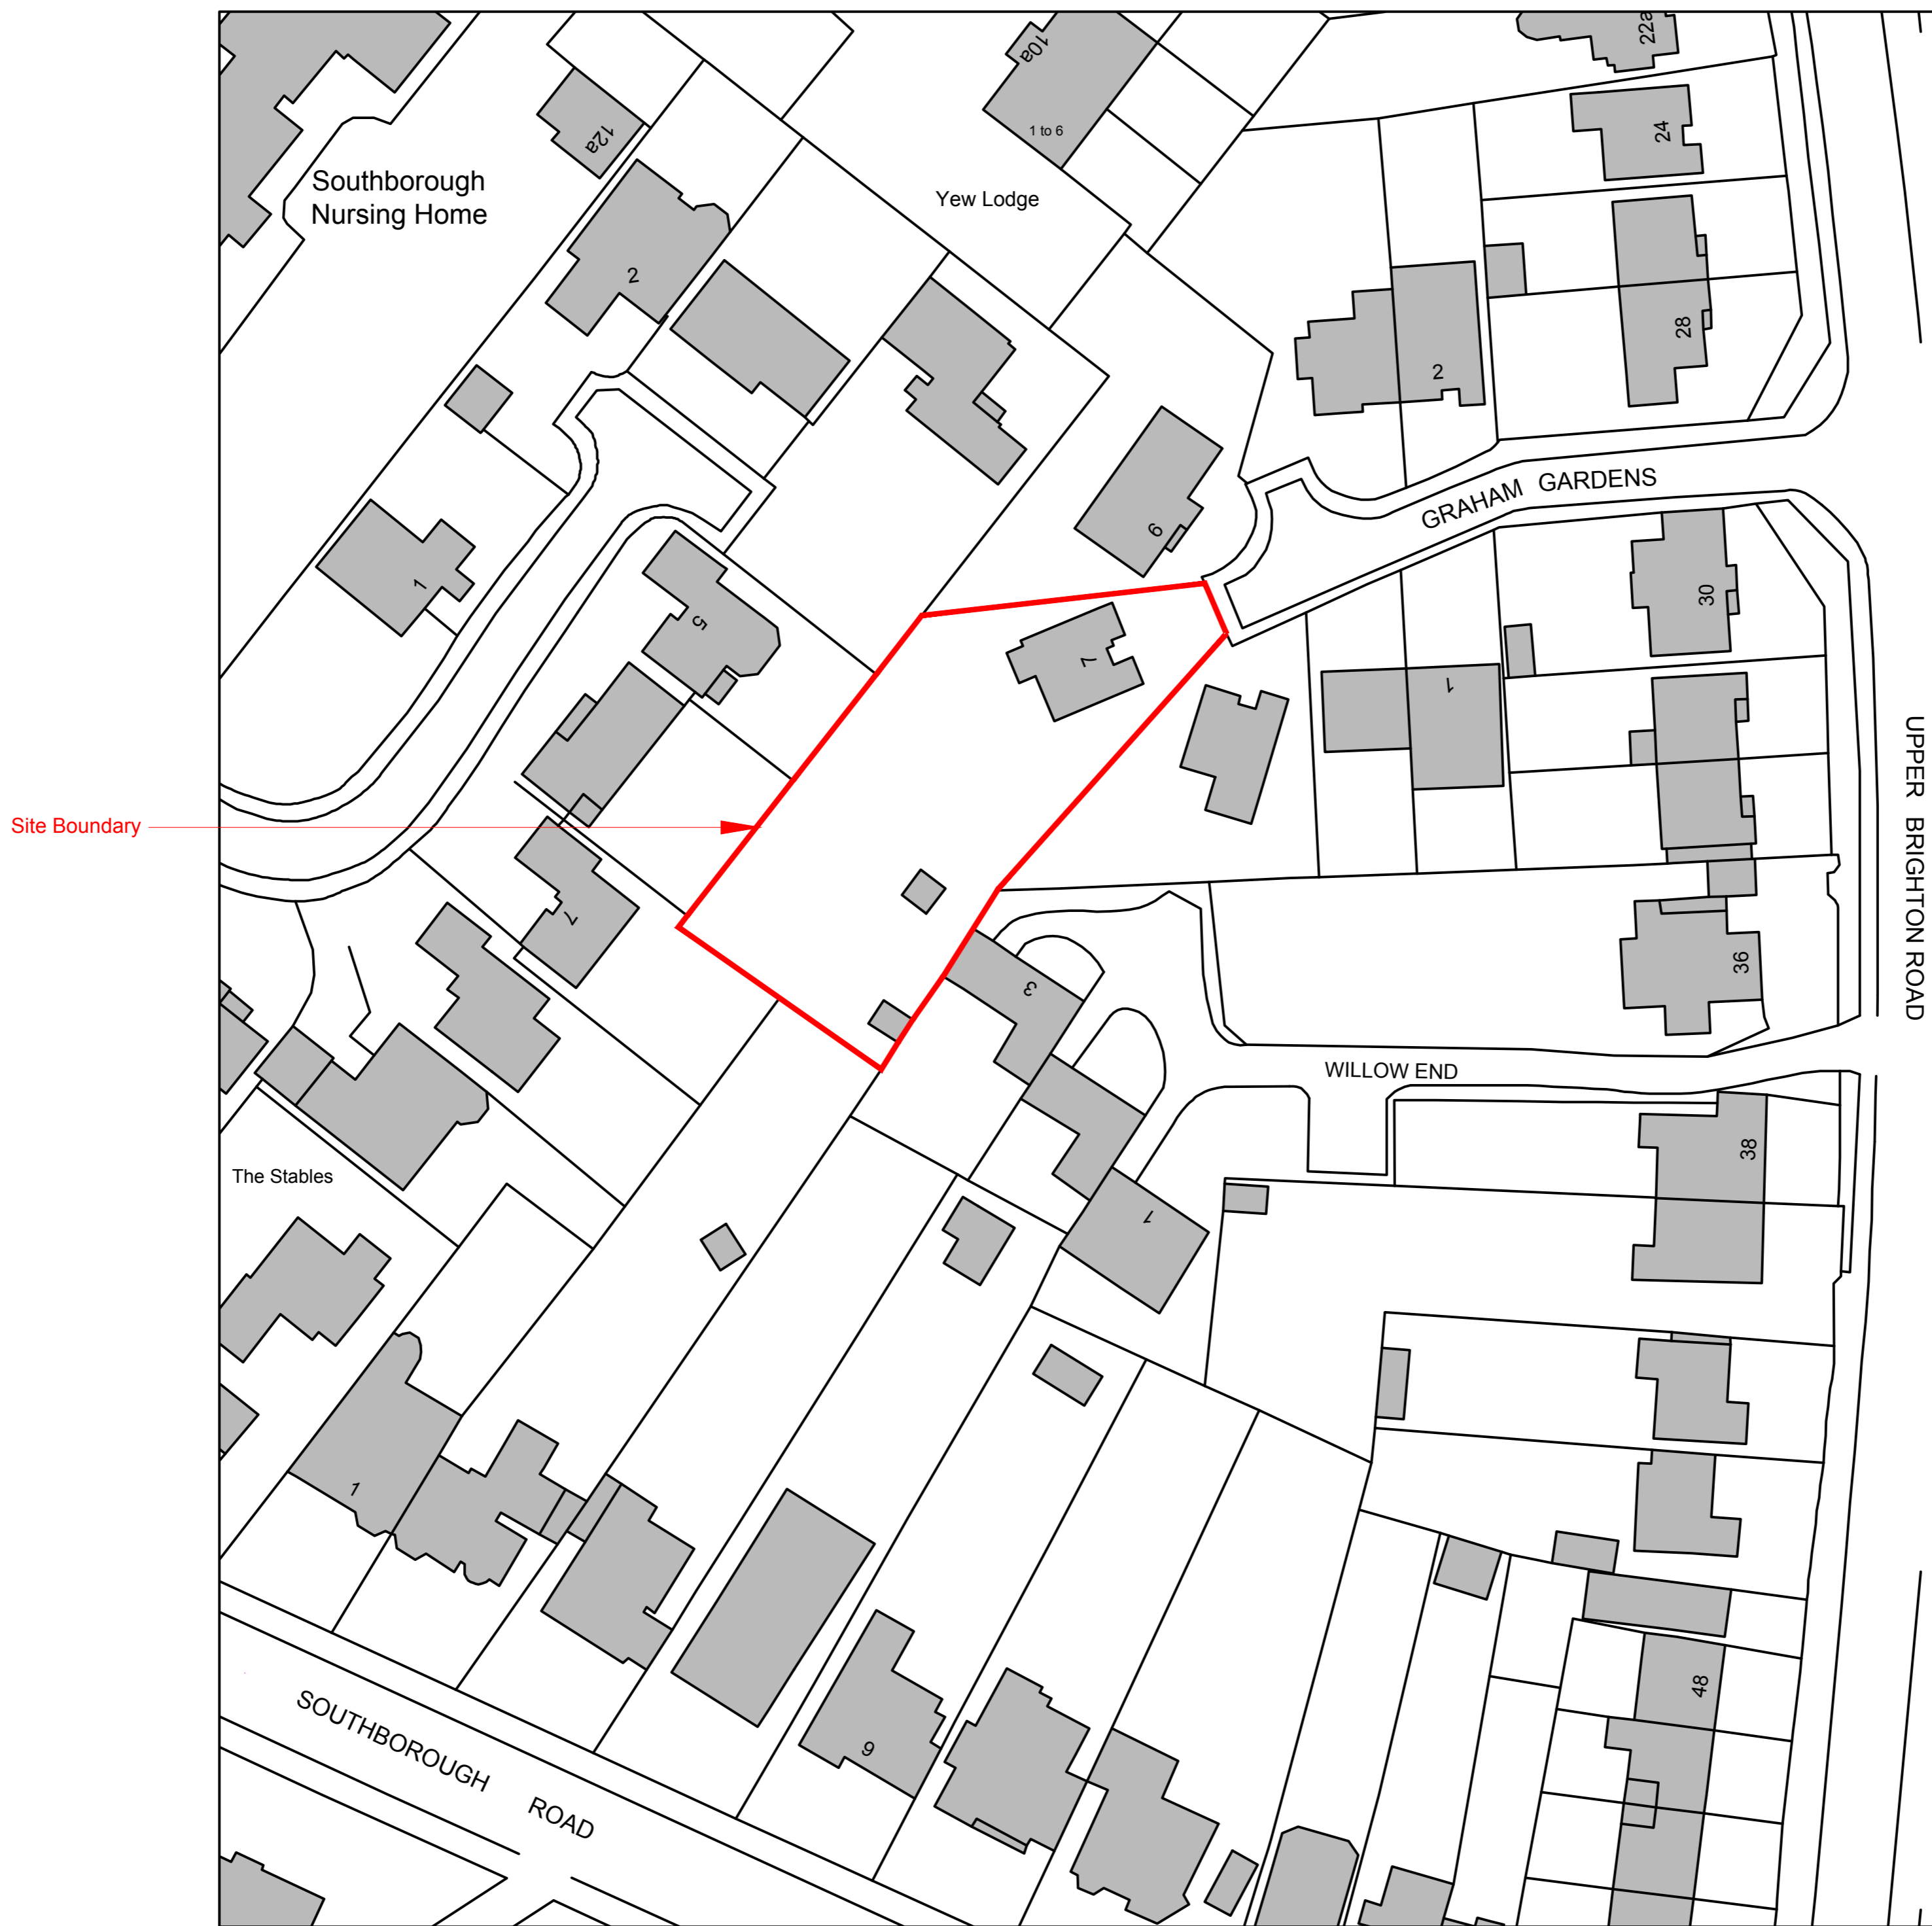 22a
10a
12a
24
1 to 6
Southborough
Nursing Home
Yew Lodge
2
28
2
GRAHAM GARDENS
6
1
30
5
7
1
UPPER BRIGHTON ROAD
Site Boundary
7
36
3
WILLOW END
38
The Stables
1
1
48
SOUTHBOROUGH ROAD
9